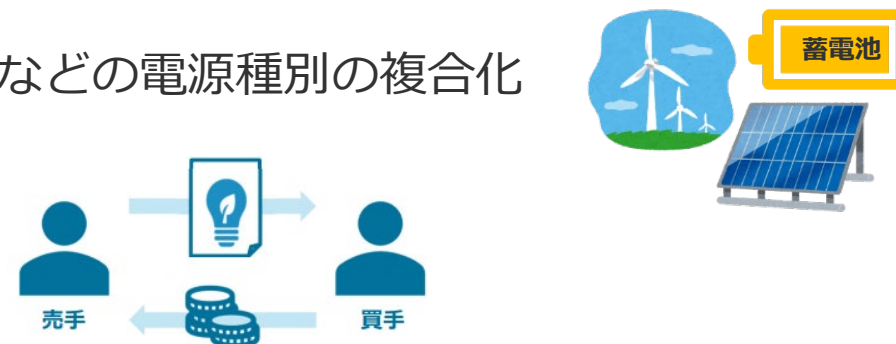 などの電源種別の複合化
蓄電池
売手
買手